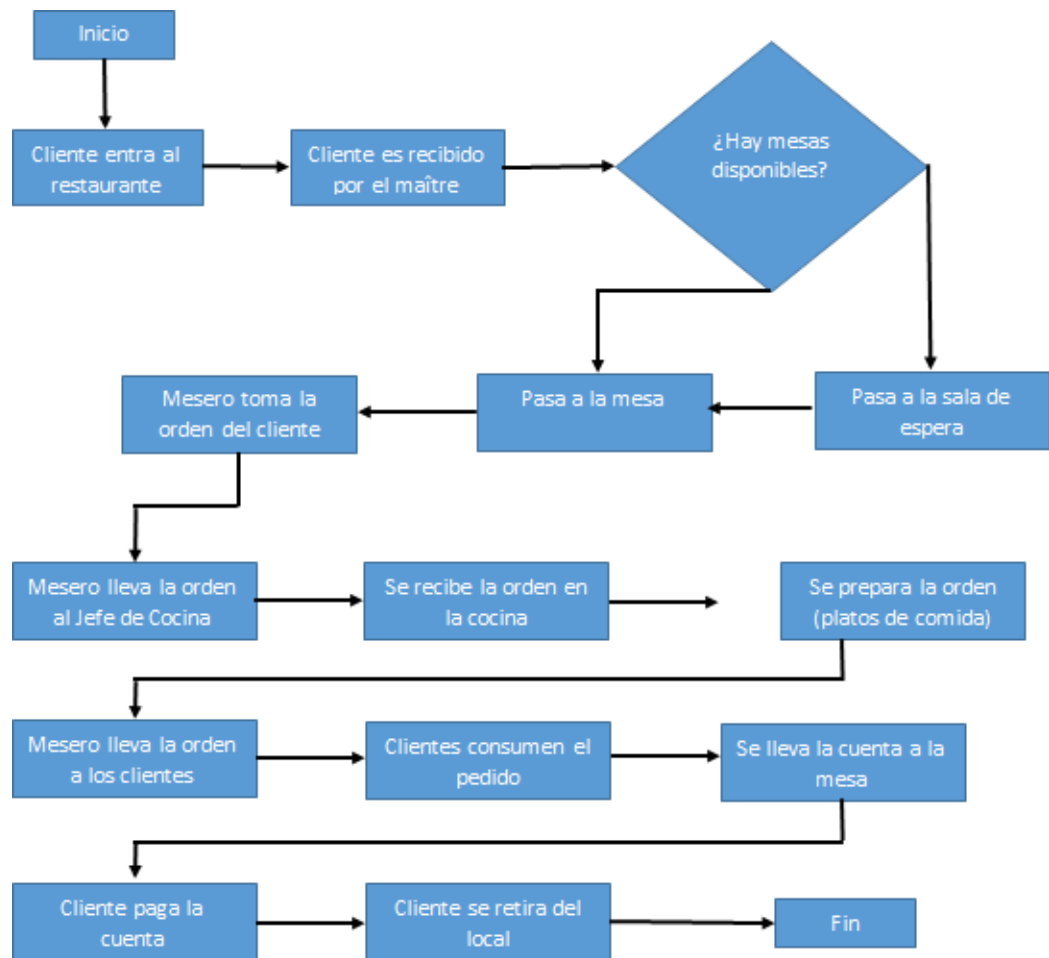 Inicio
Cliente entra al
restaurante
Cliente es recibido
por el maître
¿Hay mesas
disponibles?
Mesero toma la
orden del cliente
Pasa a la mesa
Pasa a la sala de
espera
Mesero lleva la orden
al Jefe de Cocina
Se recibe la orden en
la cocina
Se prepara la orden
(platos de comida)
Mesero lleva la orden
a los clientes
Clientes consumen el
pedido
Se lleva la cuenta a la
mesa
Cliente paga la
cuenta
Cliente se retira del
local
Fin